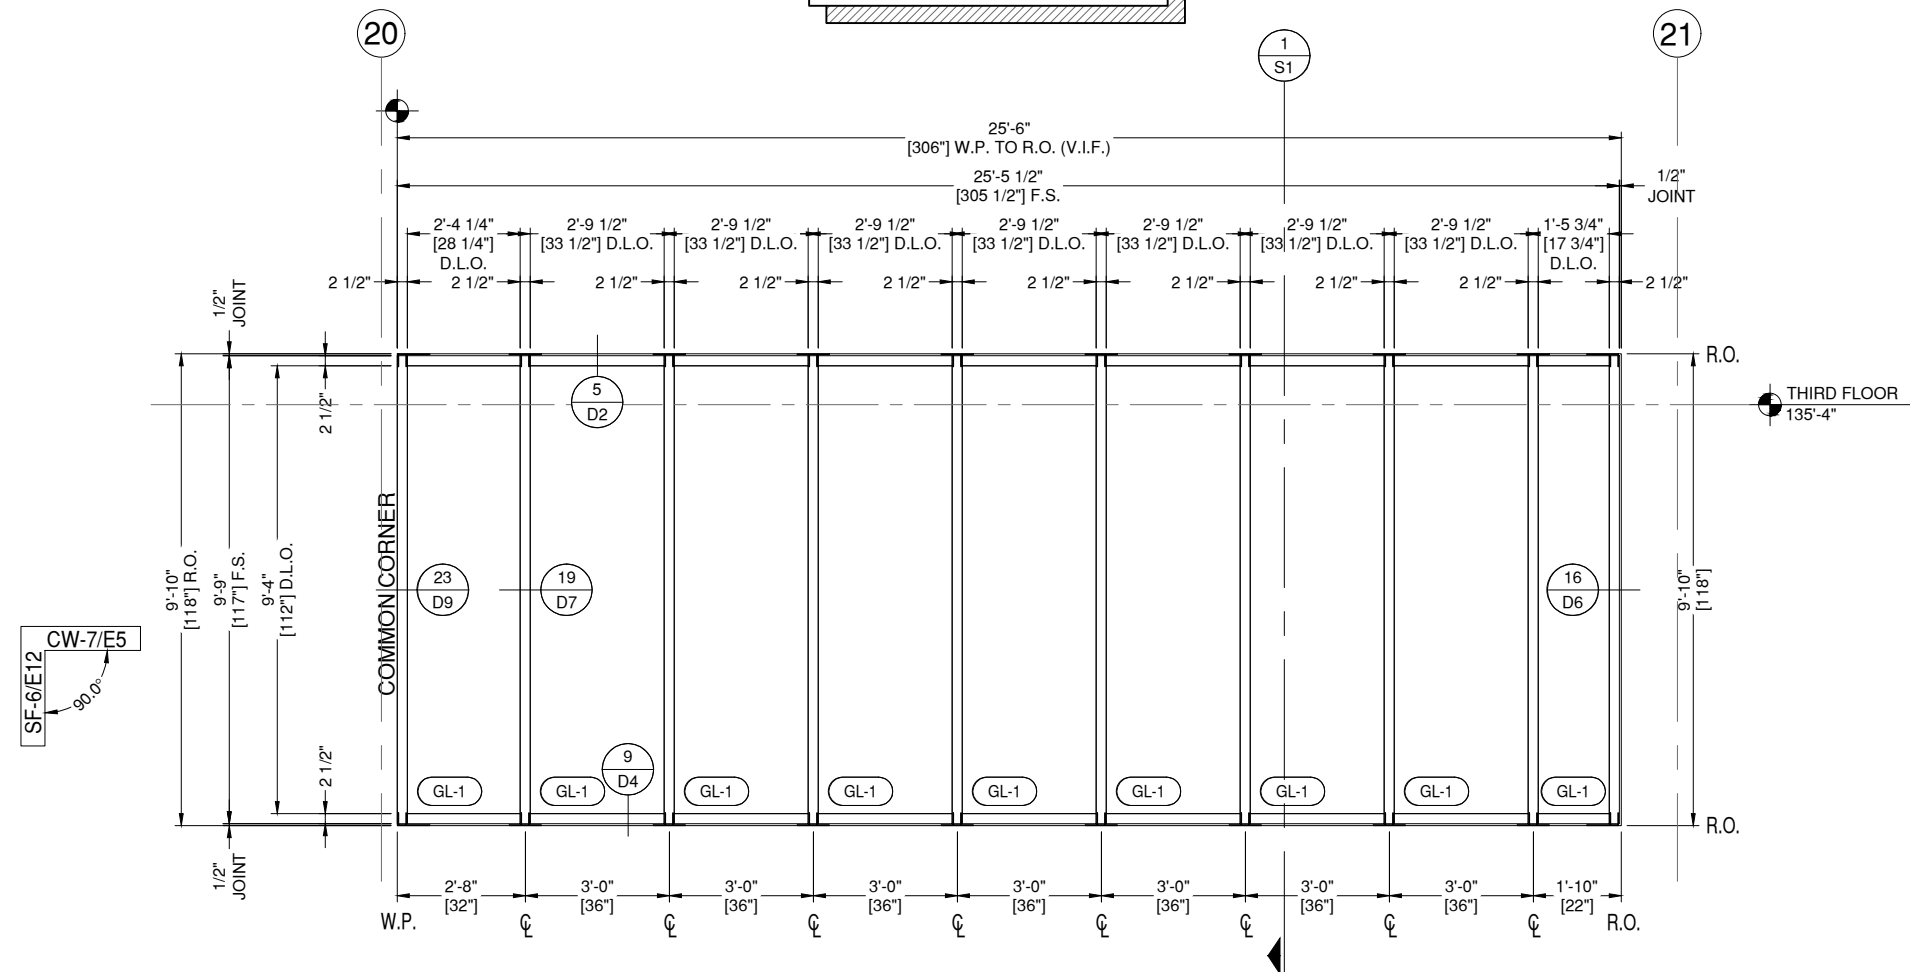 20
21
1
S1
25'-6"
[306"] W.P. TO R.O. (V.I.F.)
25'-5 1/2"
[305 1/2"] F.S.
1/2"
JOINT
2'-4 1/4"
[28 1/4"]
D.L.O.
2'-9 1/2"
[33 1/2"] D.L.O.
2'-9 1/2"
[33 1/2"] D.L.O.
2'-9 1/2"
[33 1/2"] D.L.O.
2'-9 1/2"
[33 1/2"] D.L.O.
2'-9 1/2"
[33 1/2"] D.L.O.
2'-9 1/2"
[33 1/2"] D.L.O.
2'-9 1/2"
[33 1/2"] D.L.O.
1'-5 3/4"
[17 3/4"]
D.L.O.
2 1/2"
2 1/2"
2 1/2"
2 1/2"
2 1/2"
2 1/2"
2 1/2"
2 1/2"
2 1/2"
2 1/2"
1/2"
JOINT
R.O.
5
D2
2 1/2"
THIRD FLOOR
135'-4"
COMMON CORNER
9'-10"
[118"] R.O.
9'-9"
[117"] F.S.
9'-4"
[112"] D.L.O.
23
D9
19
D7
16
D6
9'-10"
[118"]
CW-7/E5
SF-6/E12
90.0°
2 1/2"
9
D4
GL-1
GL-1
GL-1
GL-1
GL-1
GL-1
GL-1
GL-1
GL-1
R.O.
1/2"
JOINT
2'-8"
[32"]
3'-0"
[36"]
3'-0"
[36"]
3'-0"
[36"]
3'-0"
[36"]
3'-0"
[36"]
3'-0"
[36"]
3'-0"
[36"]
1'-10"
[22"]
W.P.
℄
℄
℄
℄
℄
℄
℄
℄
R.O.